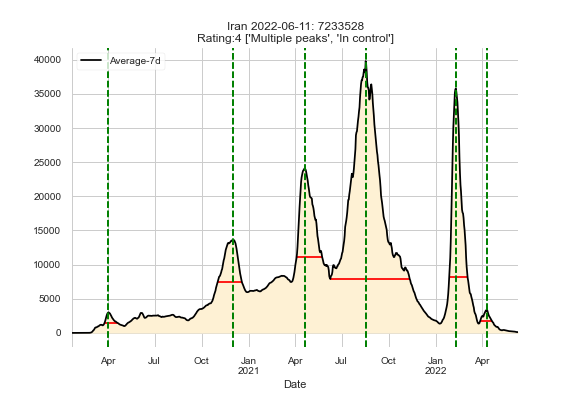 Iran 2022-06-11: 7233528
Rating:4 ['Multiple peaks', 'In control']
Average-7d
40000
35000
30000
25000
20000
15000
10000
5000
0
Apr Jul Oct Jan Apr Jul Oct Jan Apr
2021 2022
Date